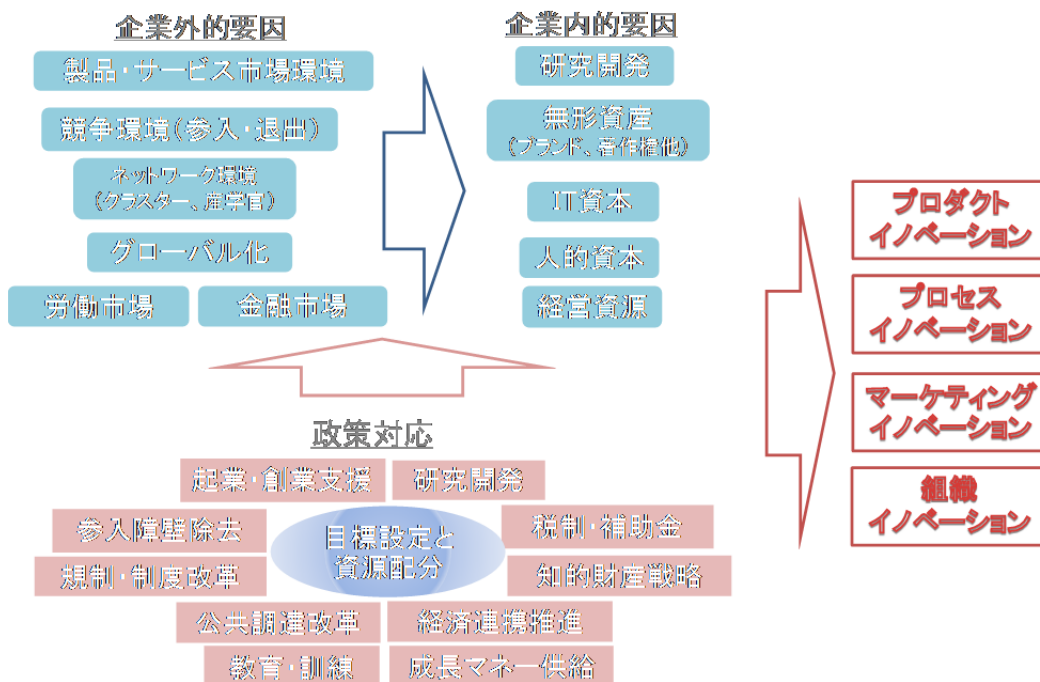 企業外的要因
製品・サービス市場環境
競争環境(参入・退出)
ネットワーク環境
(クラスター、産学官)
グローバル化
労働市場
金融市場
企業内的要因
研究開発
無形資産
(ブランド、著作権他)
IT資本
人的資本
経営資源
プロダクト
イノベーション
プロセス
イノベーション
マーケティング
イノベーション
組織
イノベーション
政策対応
起業・創業支援
研究開発
参入障壁除去
目標設定と
資源配分
税制・補助金
規制・制度改革
知的財産戦略
公共調達改革
経済連携推進
教育・訓練
成長マネー供給